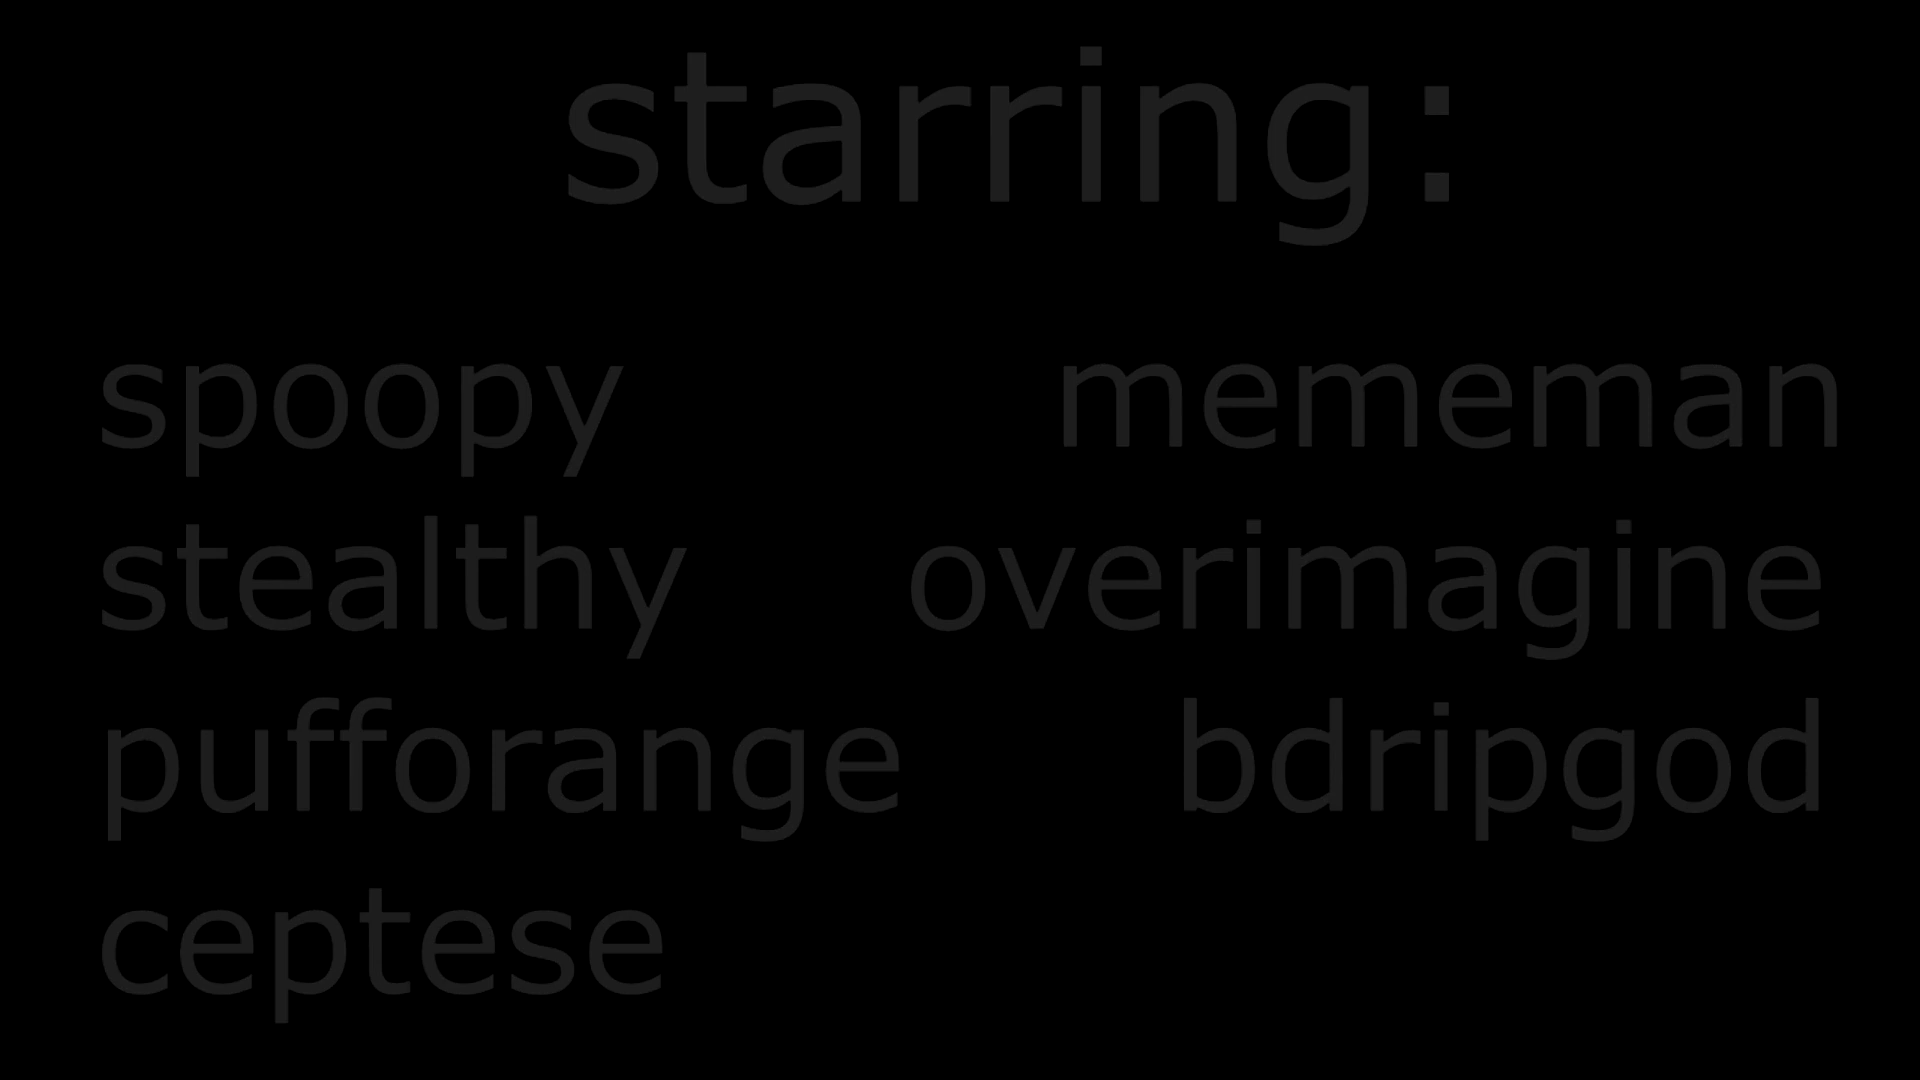 starring:
spoopy mememan
stealthy overimagine
pufforange bdripgod
ceptese